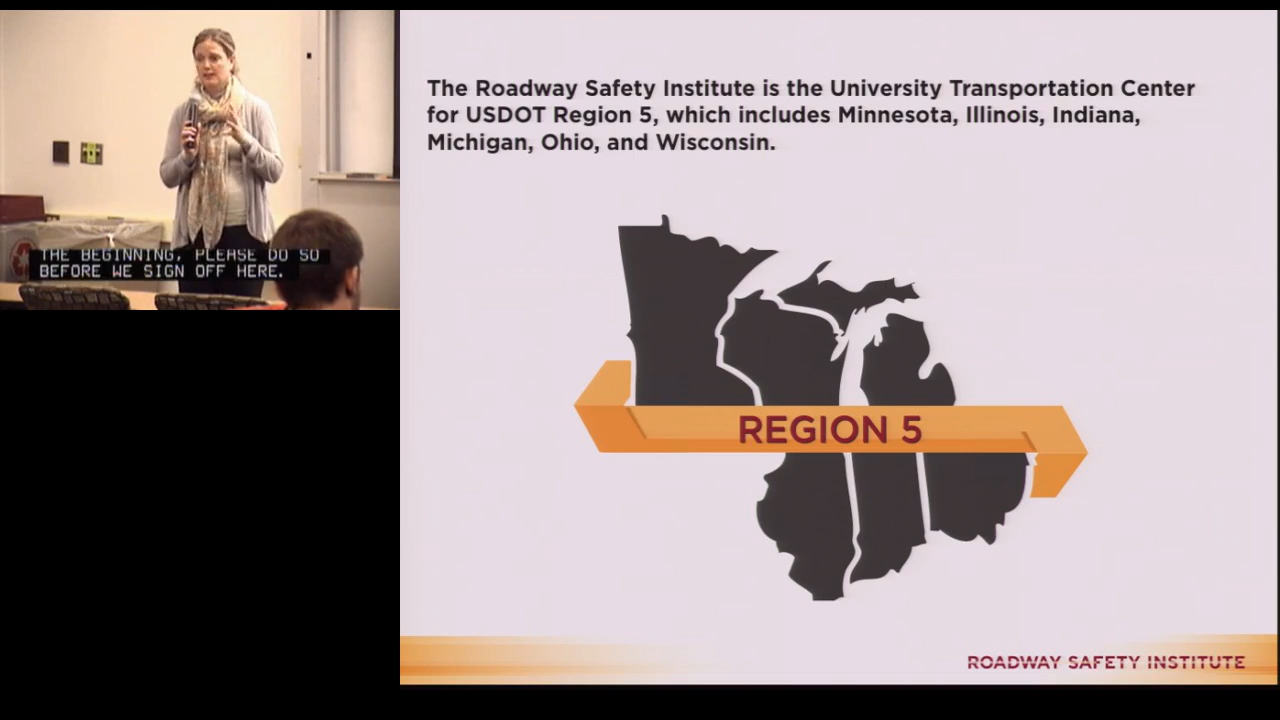 THE BEGINNING, PLEASE DO SO
BEFORE WE SIGN OFF HERE.
The Roadway Safety Institute is the University Transportation Center
for USDOT Region 5, which includes Minnesota, Illinois, Indiana,
Michigan, Ohio, and Wisconsin.
REGION 5
ROADWAY SAFETY INSTITUTE